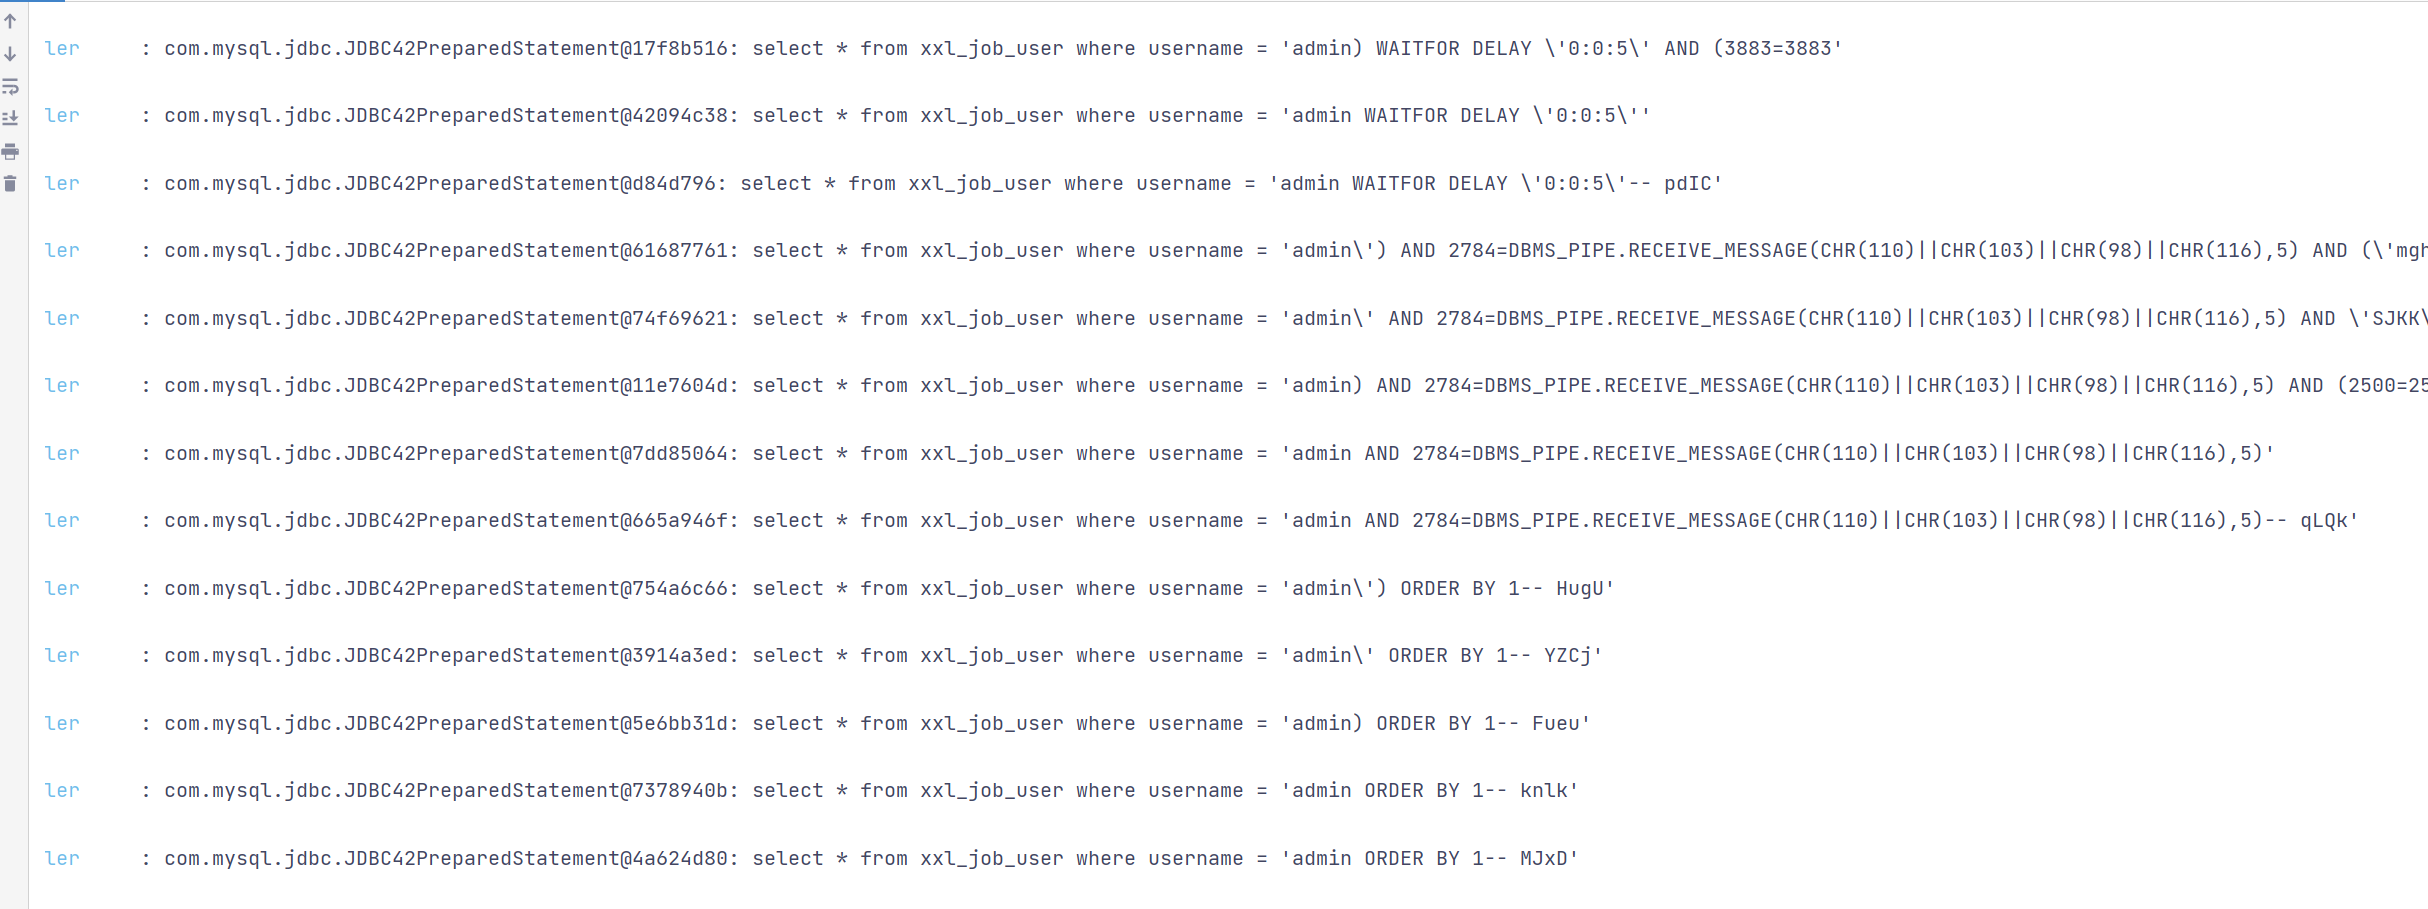 ler : com.mysql.jdbc.JDBC42PreparedStatement@17f8b516: select * from xxl_job_user where username = 'admin) WAITFOR DELAY \'0:0:5\' AND (3883=3883'
ler : com.mysql.jdbc.JDBC42PreparedStatement@42094c38: select * from xxl_job_user where username = 'admin WAITFOR DELAY \'0:0:5\''
ler : com.mysql.jdbc.JDBC42PreparedStatement@d84d796: select * from xxl_job_user where username = 'admin WAITFOR DELAY \'0:0:5\'-- pdIC'
ler : com.mysql.jdbc.JDBC42PreparedStatement@61687761: select * from xxl_job_user where username = 'admin\') AND 2784=DBMS_PIPE.RECEIVE_MESSAGE(CHR(110)||CHR(103)||CHR(98)||CHR(116),5) AND (\'mgh
ler : com.mysql.jdbc.JDBC42PreparedStatement@74f69621: select * from xxl_job_user where username = 'admin\' AND 2784=DBMS_PIPE.RECEIVE_MESSAGE(CHR(110)||CHR(103)||CHR(98)||CHR(116),5) AND \'SJKK\
ler : com.mysql.jdbc.JDBC42PreparedStatement@11e7604d: select * from xxl_job_user where username = 'admin) AND 2784=DBMS_PIPE.RECEIVE_MESSAGE(CHR(110)||CHR(103)||CHR(98)||CHR(116),5) AND (2500=25
ler : com.mysql.jdbc.JDBC42PreparedStatement@7dd85064: select * from xxl_job_user where username = 'admin AND 2784=DBMS_PIPE.RECEIVE_MESSAGE(CHR(110)||CHR(103)||CHR(98)||CHR(116),5)'
ler : com.mysql.jdbc.JDBC42PreparedStatement@665a946f: select * from xxl_job_user where username = 'admin AND 2784=DBMS_PIPE.RECEIVE_MESSAGE(CHR(110)||CHR(103)||CHR(98)||CHR(116),5)-- qLQk'
ler : com.mysql.jdbc.JDBC42PreparedStatement@754a6c66: select * from xxl_job_user where username = 'admin\') ORDER BY 1-- HugU'
ler : com.mysql.jdbc.JDBC42PreparedStatement@3914a3ed: select * from xxl_job_user where username = 'admin\' ORDER BY 1-- YZCj'
ler : com.mysql.jdbc.JDBC42PreparedStatement@5e6bb31d: select * from xxl_job_user where username = 'admin) ORDER BY 1-- Fueu'
ler : com.mysql.jdbc.JDBC42PreparedStatement@7378940b: select * from xxl_job_user where username = 'admin ORDER BY 1-- knlk'
ler : com.mysql.jdbc.JDBC42PreparedStatement@4a624d80: select * from xxl_job_user where username = 'admin ORDER BY 1-- MJxD'